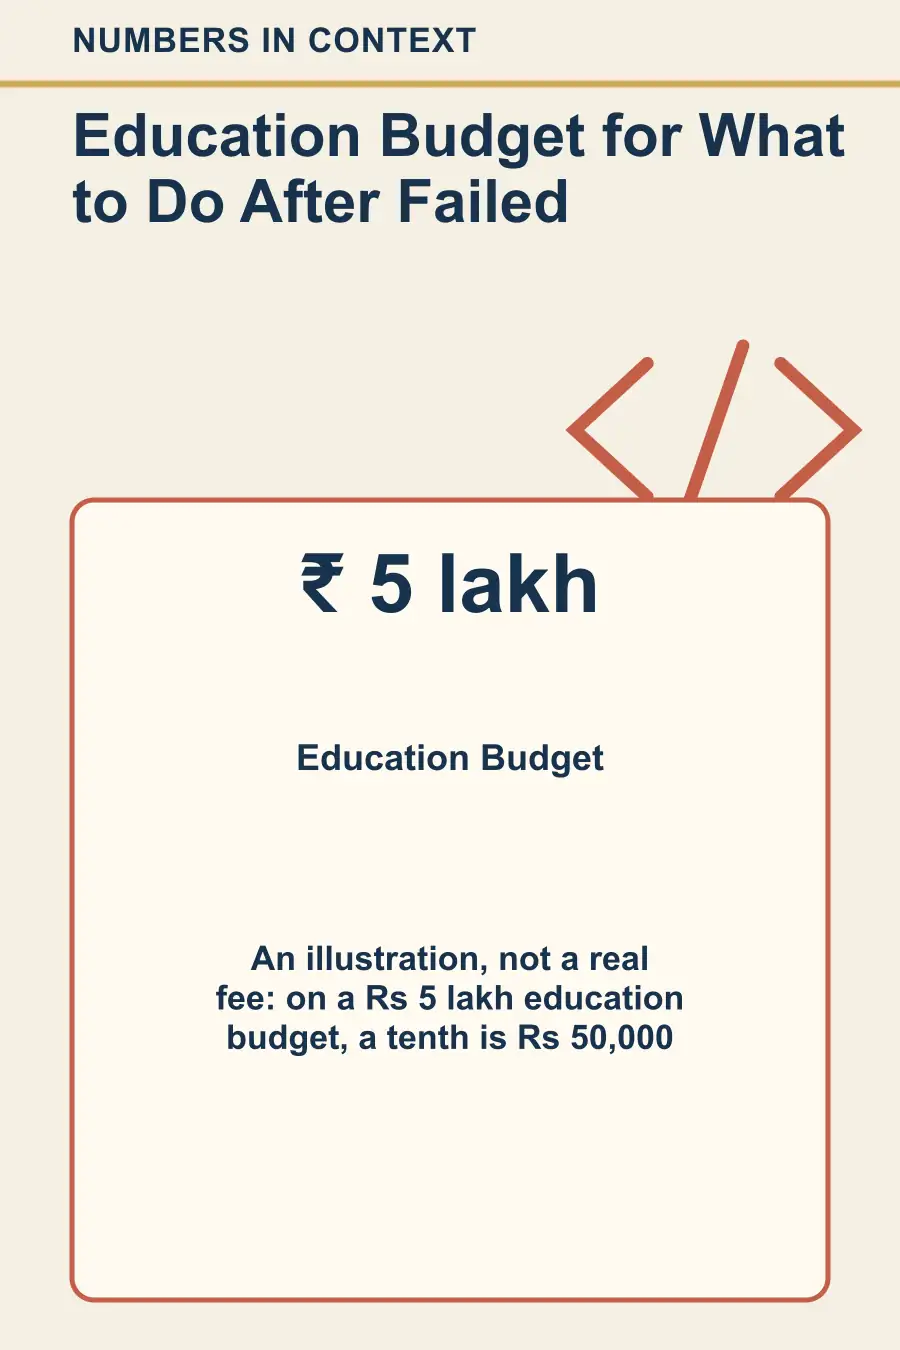 NUMBERS IN CONTEXT
Education Budget for What
to Do After Failed
₹ 5 lakh
Education Budget
An illustration, not a real
fee: on a Rs 5 lakh education
budget, a tenth is Rs 50,000